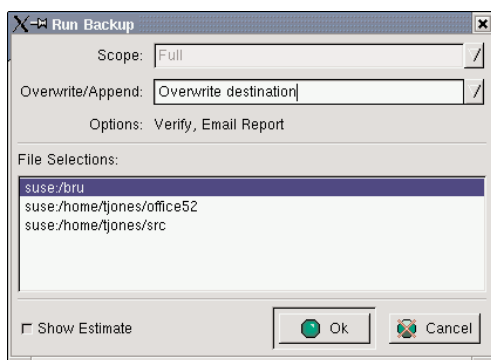 Run Backup
Scope: Full
Overwrite/Append: Overwrite destination
Options: Verify, Email Report
File Selections:
suse:/bru
suse:/home/tjones/office52
suse:/home/tjones/src
Show Estimate
Ok
Cancel